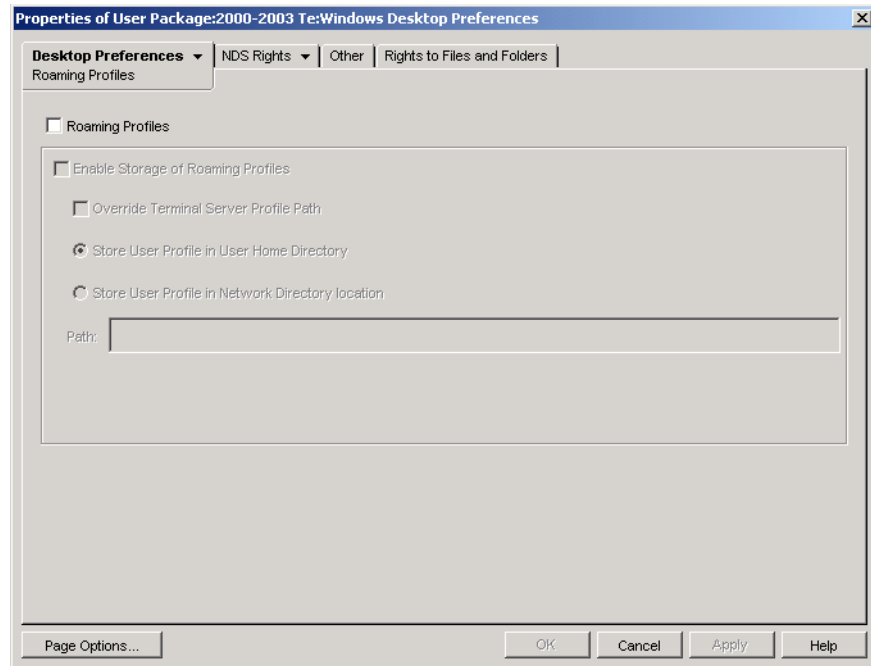 Properties of User Package:2000-2003 Te:Windows Desktop Preferences
Desktop Preferences NDS Rights Other Rights to Files and Folders
Roaming Profiles
Roaming Profiles
Enable Storage of Roaming Profiles
Override Terminal Server Profile Path
Store User Profile in User Home Directory
Store User Profile in Network Directory location
Path:
Page Options... OK Cancel Apply Help